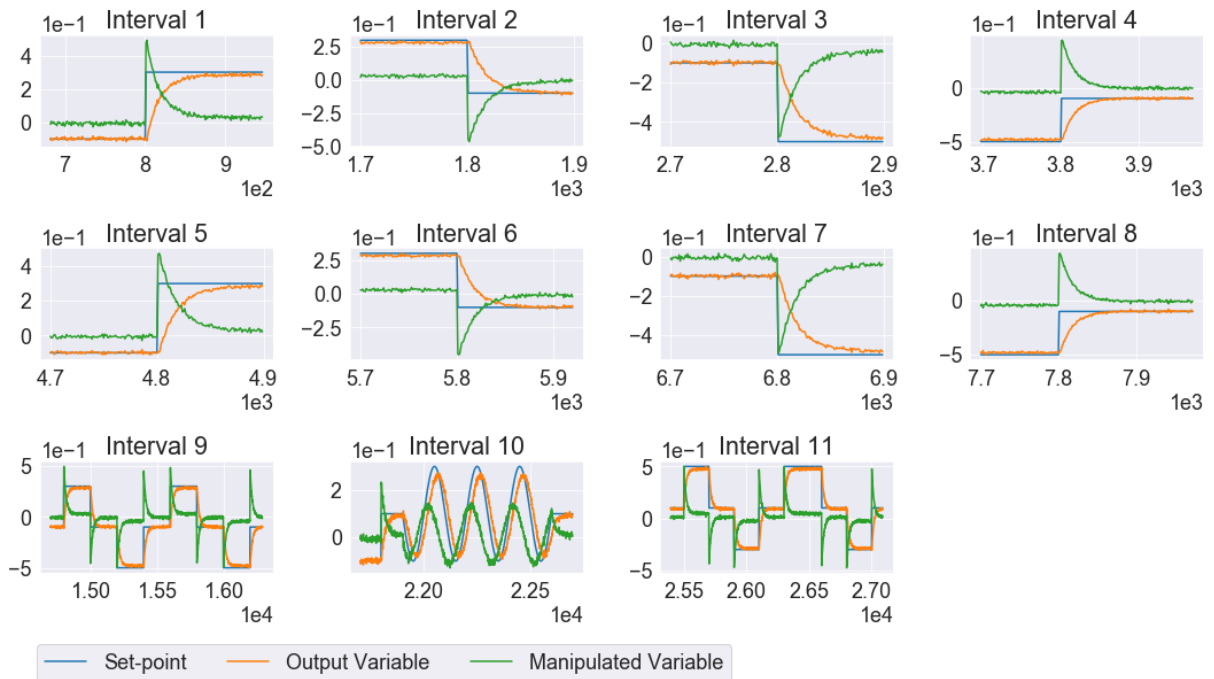 Interval 1 Interval 2 Interval 3 Interval 4
1e−1 1e−1 1e−1 1e−1
4 2.5 0 0
2 0.0 −2 −5
0 −2.5 −4
−5.0
7 8 9 1.7 1.8 1.9 2.7 2.8 2.9 3.7 3.8 3.9
1e2 1e3 1e3 1e3
Interval 5 Interval 6 Interval 7 Interval 8
1e−1 1e−1 1e−1 1e−1
4 2.5 0 0
2 0.0 −2 −5
0 −2.5 −4
4.7 4.8 4.9 5.7 5.8 5.9 6.7 6.8 6.9 7.7 7.8 7.9
1e3 1e3 1e3 1e3
Interval 9 Interval 10 Interval 11
1e−1 1e−1 1e−1
5 2 5
0 0 0
−5 −5
1.50 1.55 1.60 2.20 2.25 2.55 2.60 2.65 2.70
1e4 1e4 1e4
Set-point Output Variable Manipulated Variable